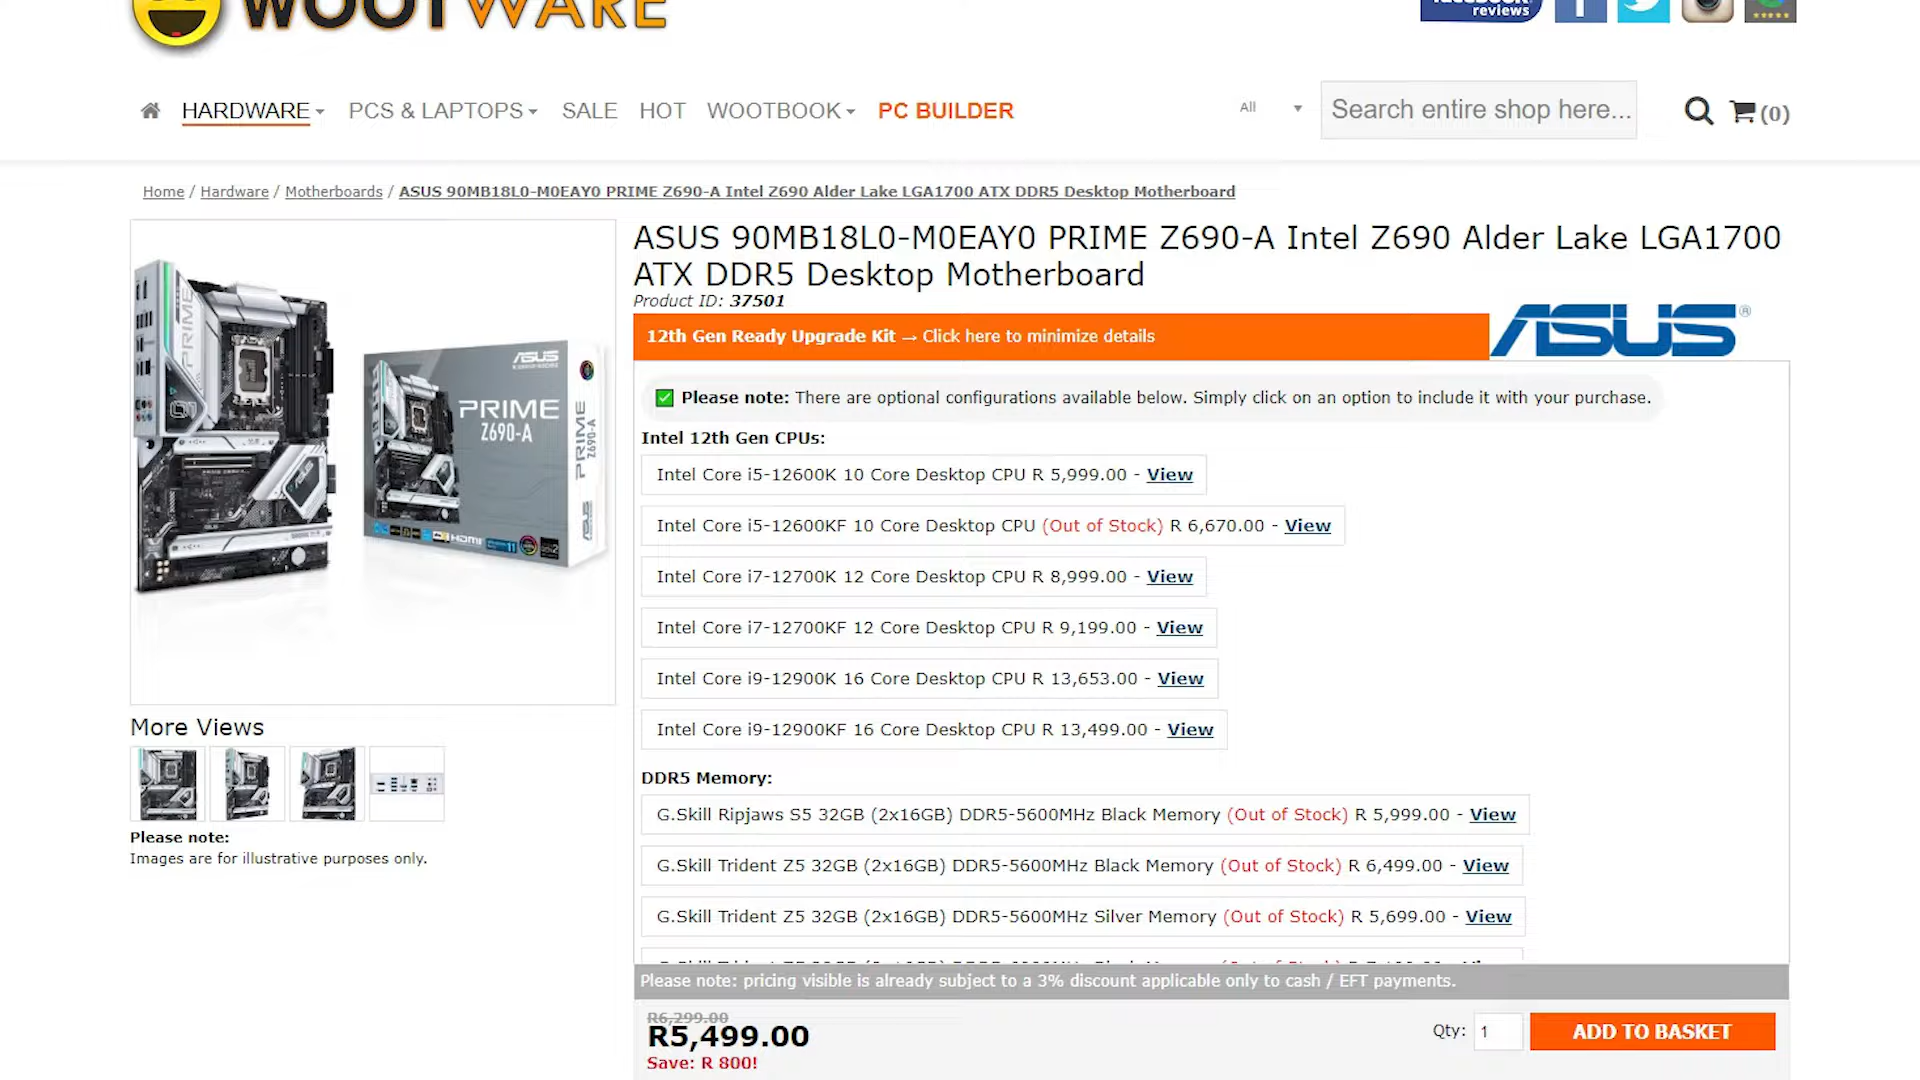 WOOTWARE
reviews
HARDWARE PCS & LAPTOPS SALE HOT WOOTBOOK PC BUILDER
All
Search entire shop here...
(0)
Home / Hardware / Motherboards / ASUS 90MB18L0-M0EAY0 PRIME Z690-A Intel Z690 Alder Lake LGA1700 ATX DDR5 Desktop Motherboard
ASUS 90MB18L0-M0EAY0 PRIME Z690-A Intel Z690 Alder Lake LGA1700
ATX DDR5 Desktop Motherboard
Product ID: 37501
12th Gen Ready Upgrade Kit → Click here to minimize details
ASUS ®
PRIME
ASUS
PRIME
Z690-A
PRIME
Z690-A
ASUS
HDMI
Please note: There are optional configurations available below. Simply click on an option to include it with your purchase.
Intel 12th Gen CPUs:
Intel Core i5-12600K 10 Core Desktop CPU R 5,999.00 - View
Intel Core i5-12600KF 10 Core Desktop CPU (Out of Stock) R 6,670.00 - View
Intel Core i7-12700K 12 Core Desktop CPU R 8,999.00 - View
Intel Core i7-12700KF 12 Core Desktop CPU R 9,199.00 - View
Intel Core i9-12900K 16 Core Desktop CPU R 13,653.00 - View
Intel Core i9-12900KF 16 Core Desktop CPU R 13,499.00 - View
More Views
Please note:
Images are for illustrative purposes only.
DDR5 Memory:
G.Skill Ripjaws S5 32GB (2x16GB) DDR5-5600MHz Black Memory (Out of Stock) R 5,999.00 - View
G.Skill Trident Z5 32GB (2x16GB) DDR5-5600MHz Black Memory (Out of Stock) R 6,499.00 - View
G.Skill Trident Z5 32GB (2x16GB) DDR5-5600MHz Silver Memory (Out of Stock) R 5,699.00 - View
Please note: pricing visible is already subject to a 3% discount applicable only to cash / EFT payments.
R6,299.00
R5,499.00
Save: R 800!
Qty: 1
ADD TO BASKET